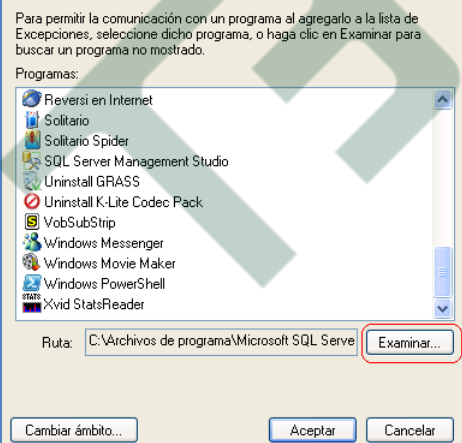 Para permitir la comunicación con un programa al agregarlo a la lista de
Excepciones, seleccione dicho programa, o haga clic en Examinar para
buscar un programa no mostrado.
Programas:
Reversi en Internet
Solitario
Solitario Spider
SQL Server Management Studio
Uninstall GRASS
Uninstall K-Lite Codec Pack
VobSubStrip
Windows Messenger
Windows Movie Maker
Windows PowerShell
STATS Xvid StatsReader
Ruta: C:\Archivos de programa\Microsoft SQL Serve Examinar...
Cambiar ámbito... Aceptar Cancelar